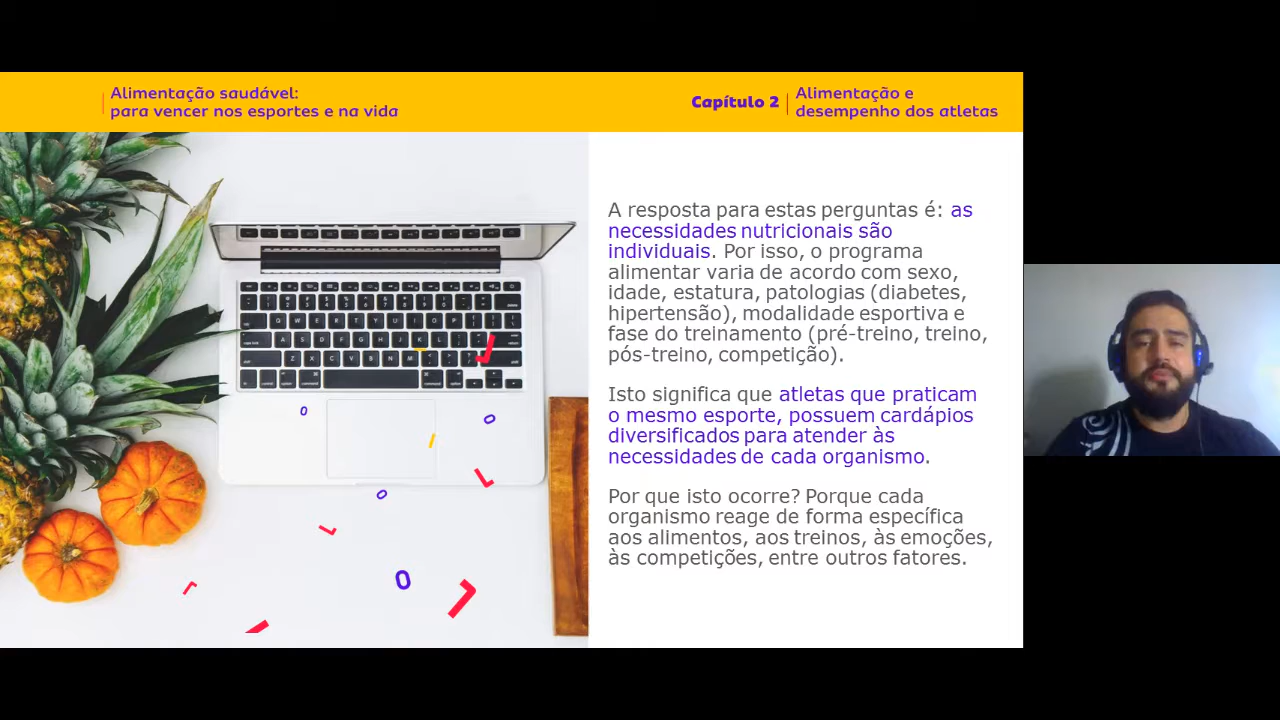 Alimentação saudável:
para vencer nos esportes e na vida
Capítulo 2
Alimentação e
desempenho dos atletas
A resposta para estas perguntas é: as
necessidades nutricionais são
individuais. Por isso, o programa
alimentar varia de acordo com sexo,
idade, estatura, patologias (diabetes,
hipertensão), modalidade esportiva e
fase do treinamento (pré-treino, treino,
pós-treino, competição).
Isto significa que atletas que praticam
o mesmo esporte, possuem cardápios
diversificados para atender às
necessidades de cada organismo.
Por que isto ocorre? Porque cada
organismo reage de forma específica
aos alimentos, aos treinos, às emoções,
às competições, entre outros fatores.